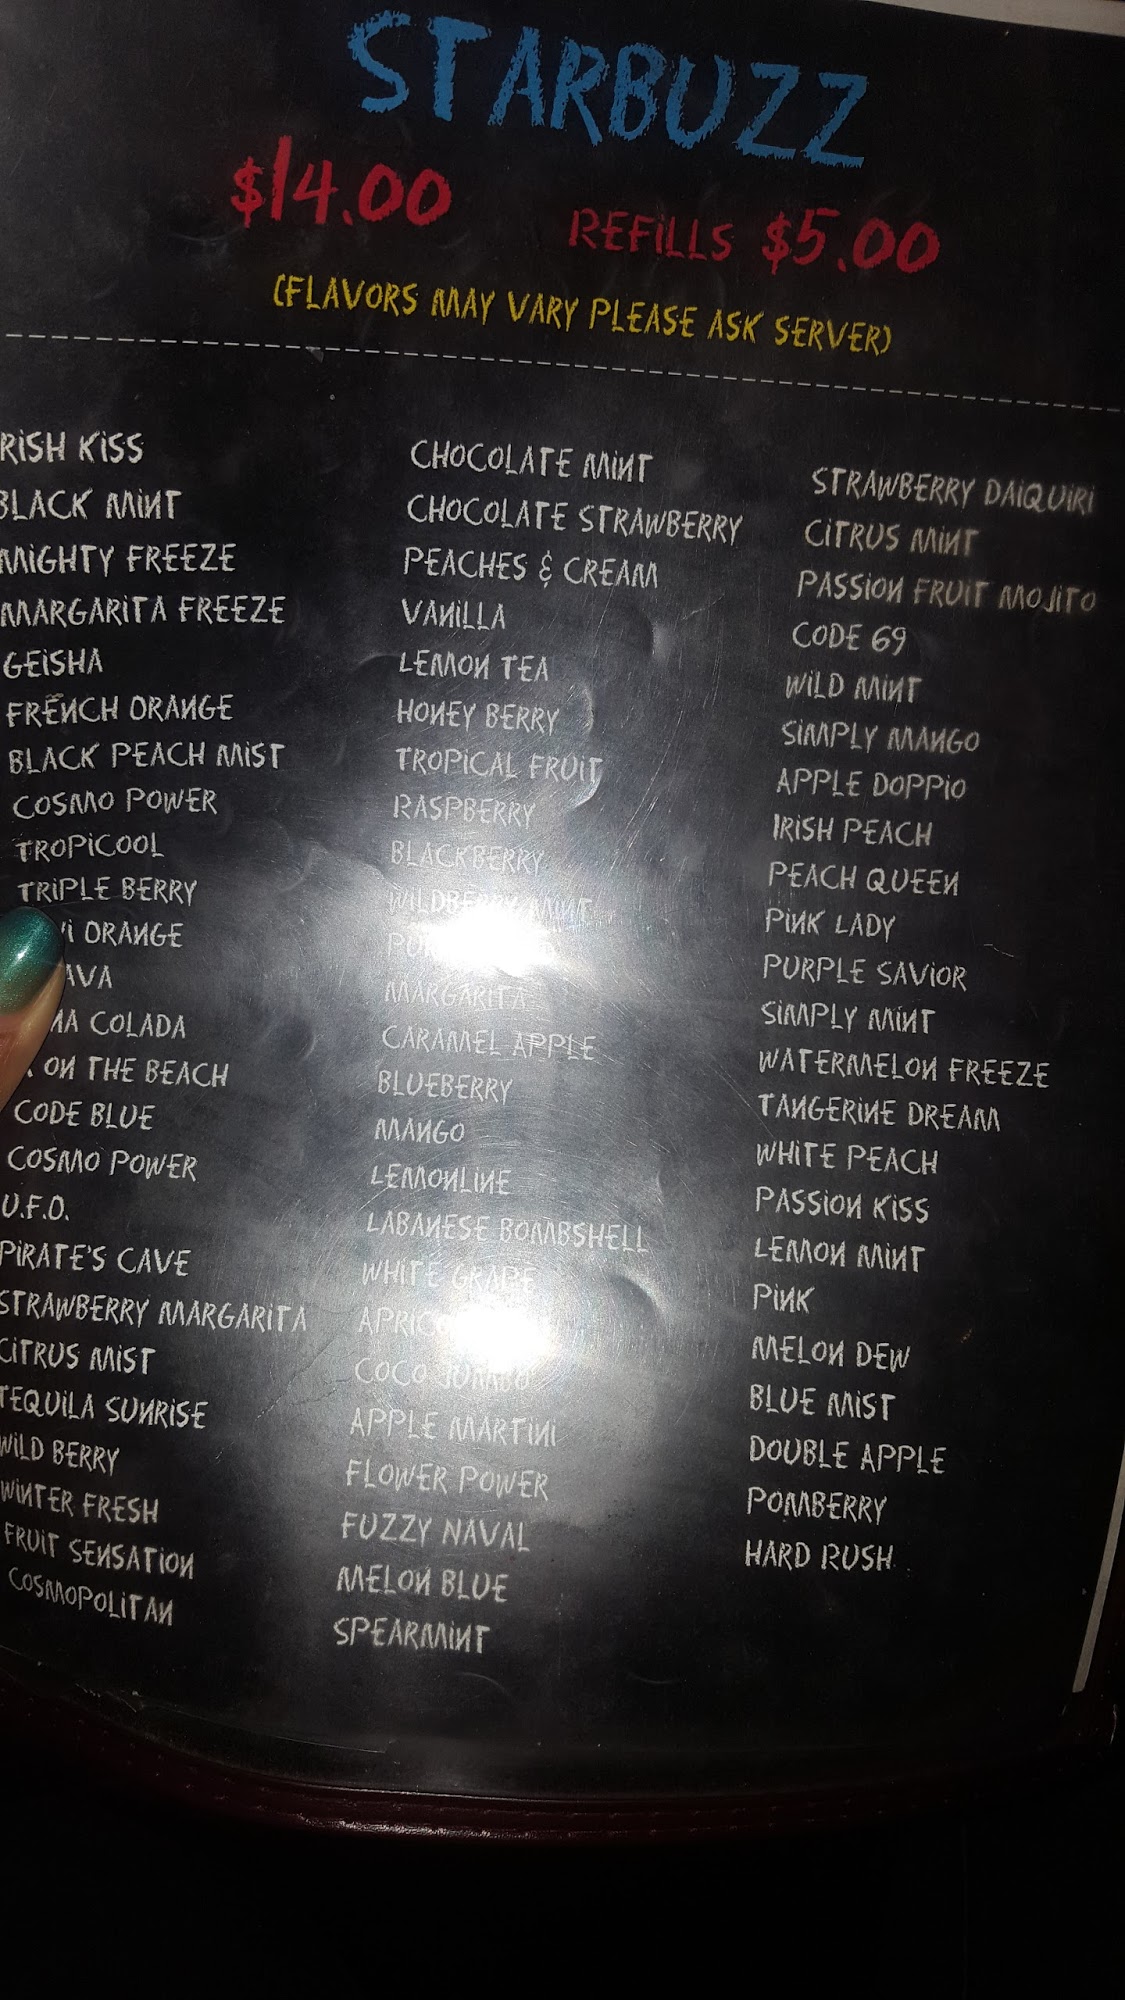 STARBUZZ
$14.00 REFILLS $5.00
(FLAVORS MAY VARY PLEASE ASK SERVER)
RISH KISS
BLACK MINT
MIGHTY FREEZE
MARGARITA FREEZE
GEISHA
FRENCH ORANGE
BLACK PEACH MIST
COSMO POWER
TROPICOOL
TRIPLE BERRY
ORANGE
AVA
COLADA
ON THE BEACH
CODE BLUE
COSMO POWER
U.F.O.
PIRATE'S CAVE
STRAWBERRY MARGARITA
CITRUS MIST
TEQUILA SUNRISE
WILD BERRY
WINTER FRESH
FRUIT SENSATION
COSMOPOLITAN
CHOCOLATE MINT
CHOCOLATE STRAWBERRY
PEACHES & CREAM
VANILLA
LEMON TEA
HONEY BERRY
TROPICAL FRUIT
RASPBERRY
BLACKBERRY
WILDBERRY MINT
MARGARITA
CARAMEL APPLE
BLUEBERRY
MANGO
LEMONLINE
LABANESE BOMBSHELL
WHITE GRAPE
COCO JUMBO
APPLE MARTINI
FLOWER POWER
FUZZY NAVAL
MELON BLUE
SPEARMINT
STRAWBERRY DAIQUIRI
CITRUS MINT
PASSION FRUIT MOJITO
CODE 69
WILD MINT
SIMPLY MANGO
APPLE DOPPIO
IRISH PEACH
PEACH QUEEN
PINK LADY
PURPLE SAVIOR
SIMPLY MINT
WATERMELON FREEZE
TANGERINE DREAM
WHITE PEACH
PASSION KISS
LEMON MINT
PINK
MELON DEW
BLUE MIST
DOUBLE APPLE
POMBERRY
HARD RUSH